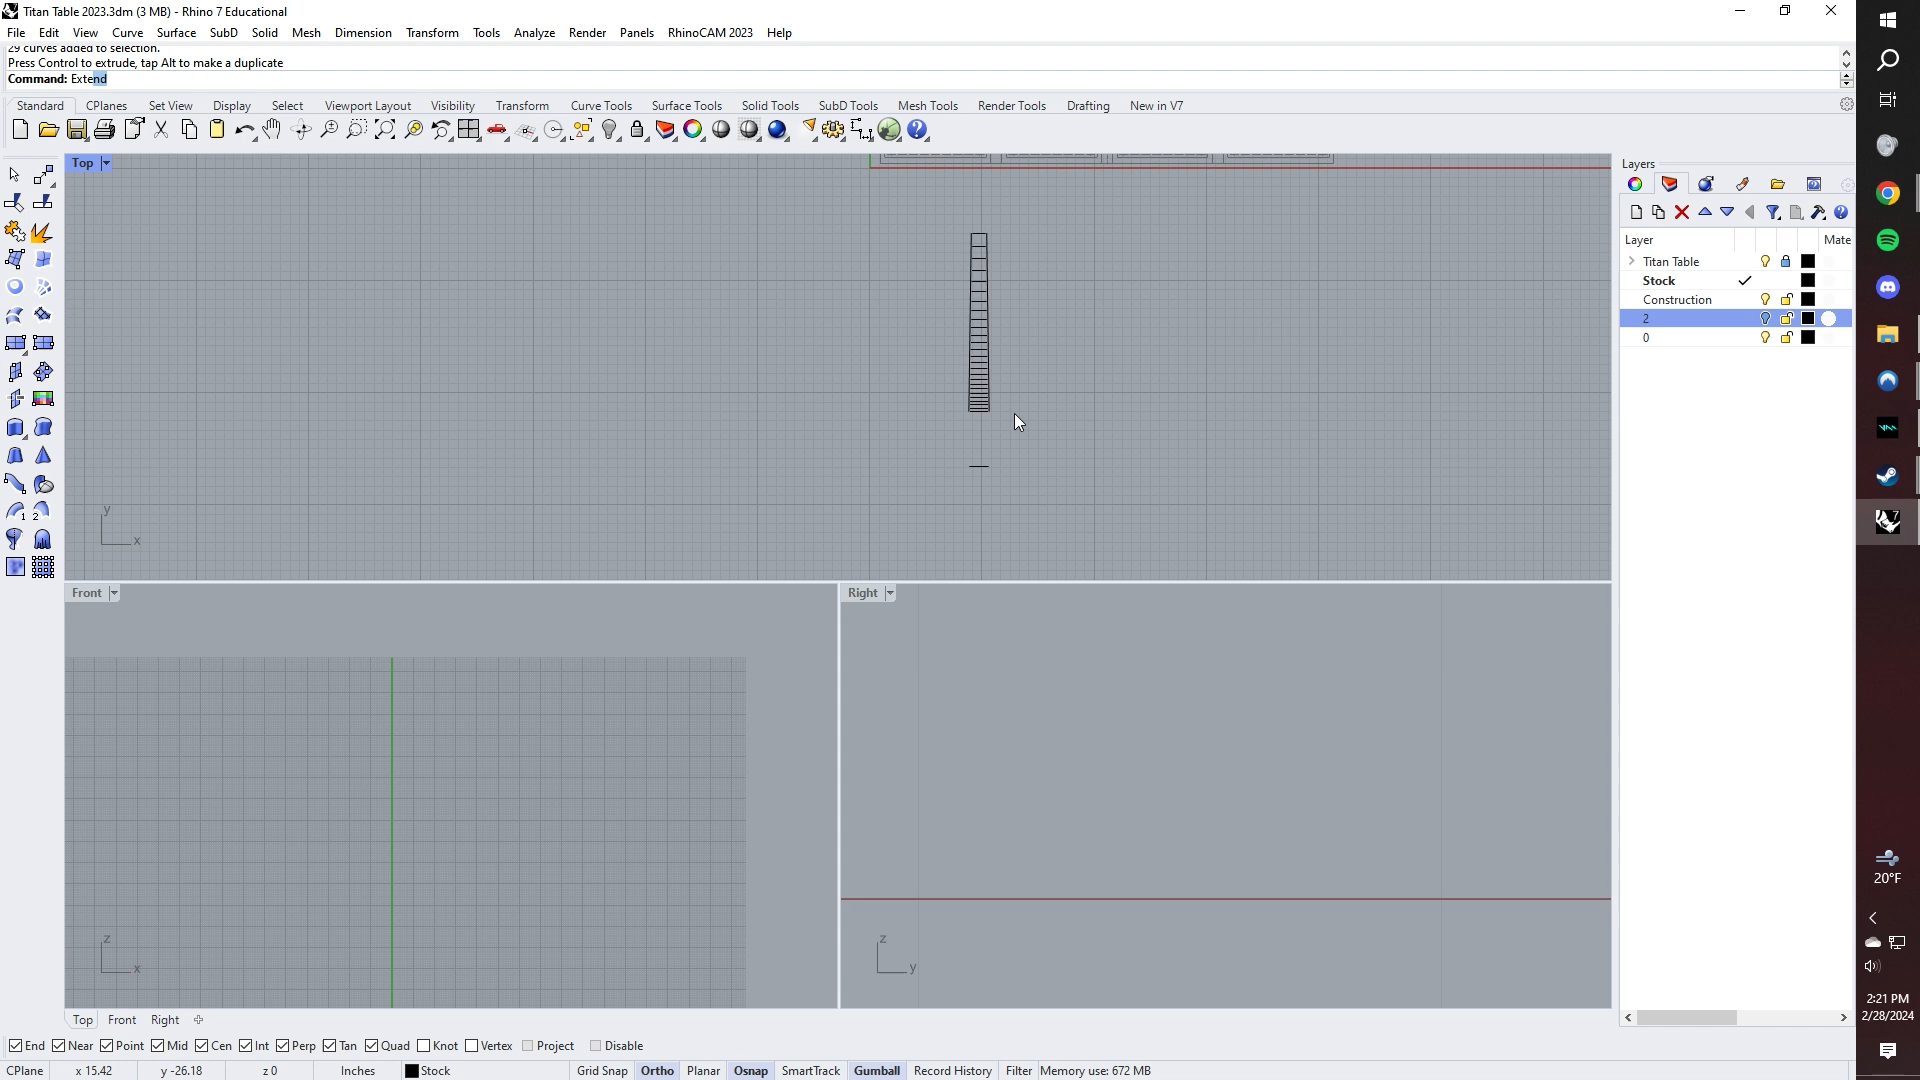 Titan Table 2023.3dm (3 MB) - Rhino 7 Educational
File Edit View Curve Surface SubD Solid Mesh Dimension Transform Tools Analyze Render Panels RhinoCAM 2023 Help
29 curves added to selection.
Press Control to extrude, tap Alt to make a duplicate
Command: Extend
Standard CPlanes Set View Display Select Viewport Layout Visibility Transform Curve Tools Surface Tools Solid Tools SubD Tools Mesh Tools Render Tools Drafting New in V7
Top
Layers
Layer Mate
Titan Table
Stock
Construction
2
0
y
x
Front
Right
z
x
z
y
Top Front Right
End Near Point Mid Cen Int Perp Tan Quad Knot Vertex Project Disable
CPlane x 15.42 y -26.18 z 0 Inches Stock Grid Snap Ortho Planar Osnap SmartTrack Gumball Record History Filter Memory use: 672 MB
20°F
2:21 PM
2/28/2024